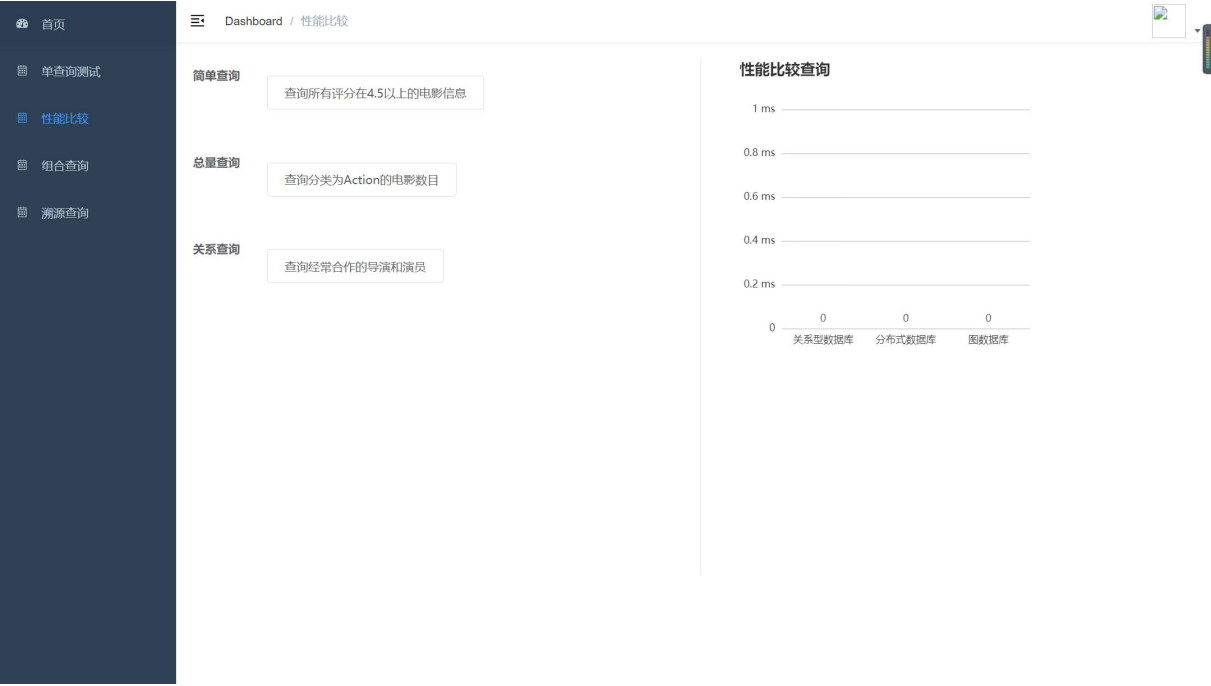 首页
单查询测试
性能比较
组合查询
溯源查询
Dashboard / 性能比较
简单查询
查询所有评分在4.5以上的电影信息
总量查询
查询分类为Action的电影数目
关系查询
查询经常合作的导演和演员
性能比较查询
1 ms
0.8 ms
0.6 ms
0.4 ms
0.2 ms
0
0 0 0
关系型数据库 分布式数据库 图数据库